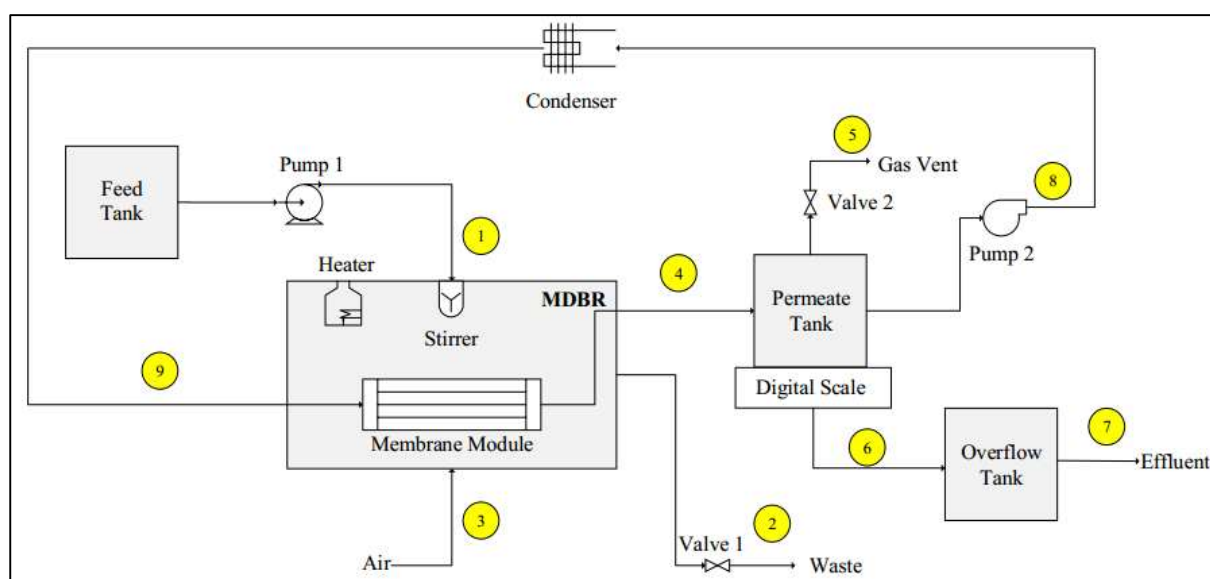 Condenser
5
Gas Vent
Pump 1
8
Feed
Tank
Valve 2
1
Pump 2
Heater
4
MDBR
Permeate
Tank
Stirrer
9
Digital Scale
Membrane Module
6
7
Overflow
Tank
Effluent
3
2
Valve 1
Air
Waste